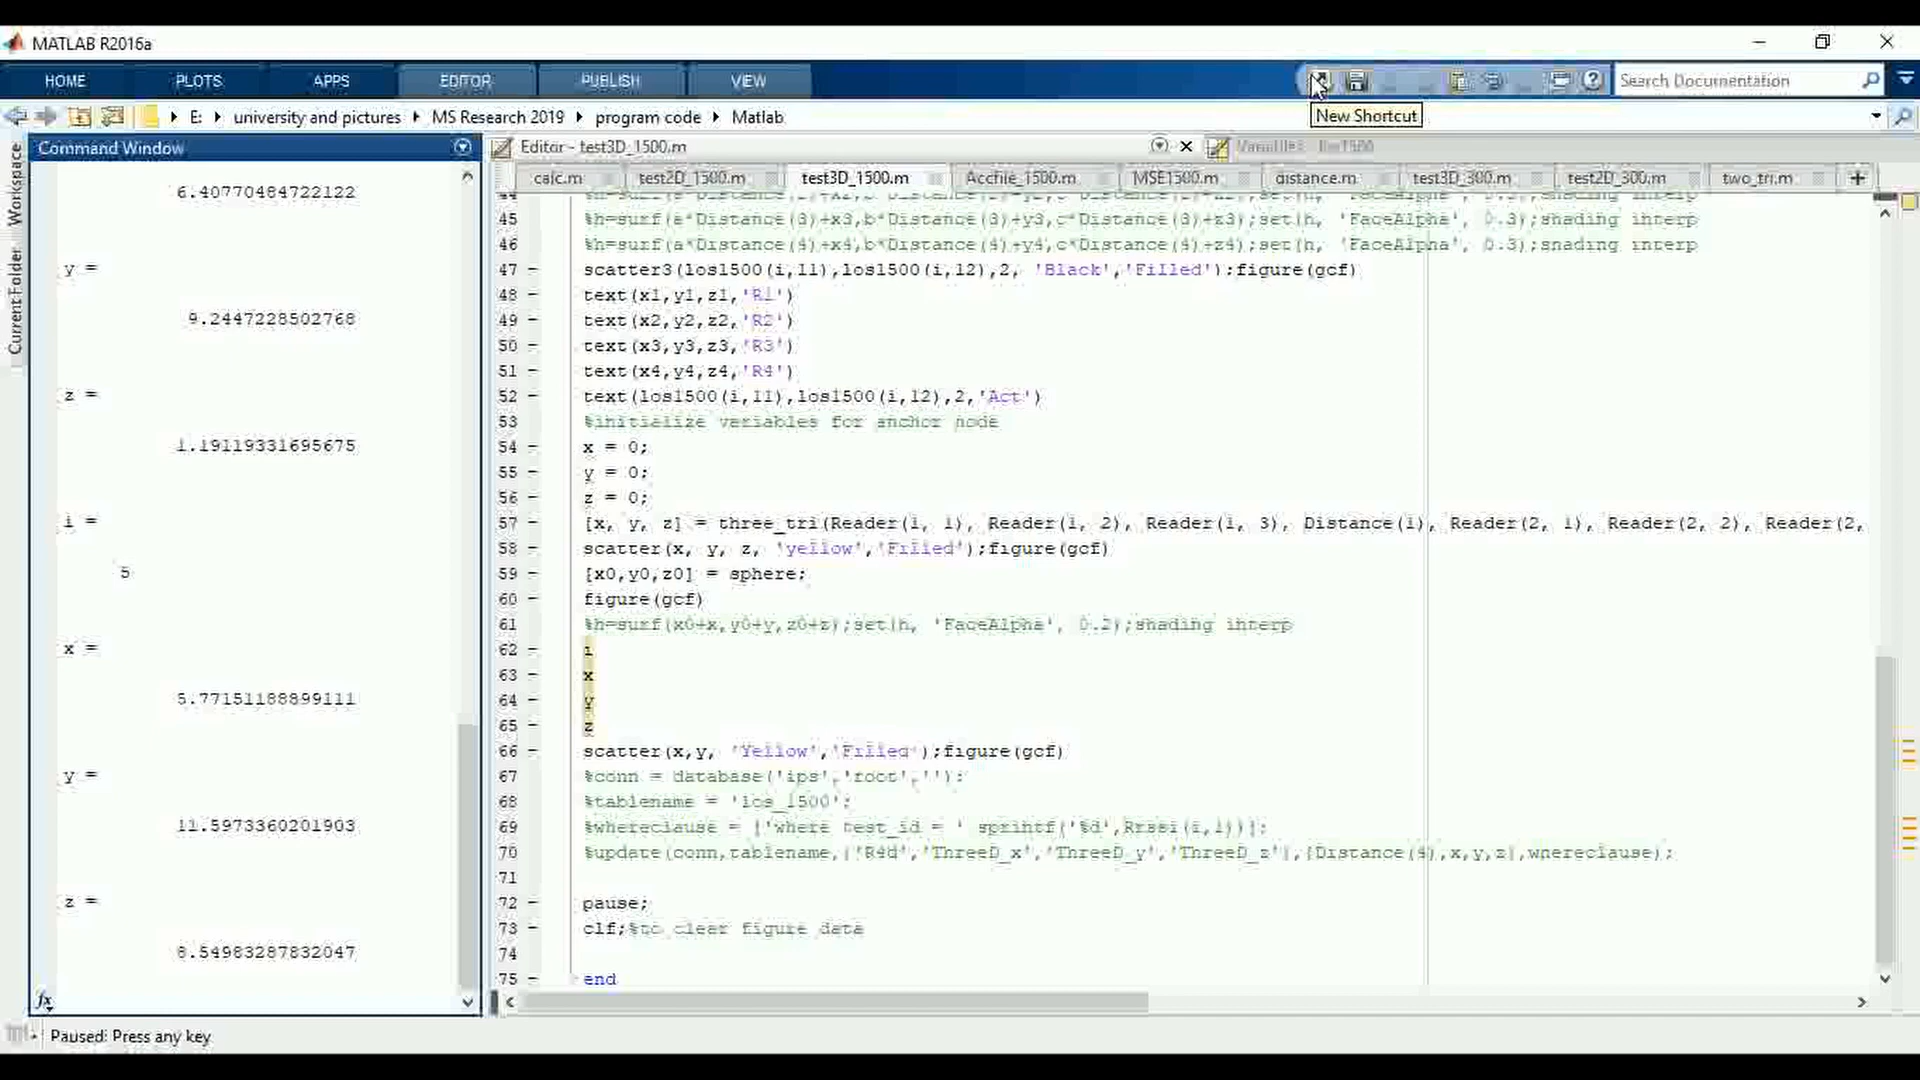 MATLAB R2016a
HOME PLOTS APPS EDITOR PUBLISH VIEW
Search Documentation
E: university and pictures MS Research 2019 program code Matlab
New Shortcut
Workspace
Current Folder
Command Window
6.40770484722122
y =
9.2447228502768
z =
1.19119331695675
i =
5
x =
5.77151188899111
y =
11.5973360201903
z =
8.54983287832047
fx
Editor - test3D_1500.m
calc.m test2D_1500.m test3D_1500.m Accfile_1500.m MSE1500.m distance.m test3D_300.m test2D_300.m two_tri.m +
45 %h=surf(a*Distance(3)+x3,b*Distance(3)+y3,c*Distance(3)+z3);set(h, 'FaceAlpha', 0.3);shading interp
46 %h=surf(a*Distance(4)+x4,b*Distance(4)+y4,c*Distance(4)+z4);set(h, 'FaceAlpha', 0.3);shading interp
47 - scatter3(los1500(i,11),los1500(i,12),2, 'Black','Filled');figure(gcf)
48 - text(x1,y1,z1,'R1')
49 - text(x2,y2,z2,'R2')
50 - text(x3,y3,z3,'R3')
51 - text(x4,y4,z4,'R4')
52 - text(los1500(i,11),los1500(i,12),2,'Act')
53 %initialize veriables for anchor node
54 - x = 0;
55 - y = 0;
56 - z = 0;
57 - [x, y, z] = three_tri(Reader(1, 1), Reader(1, 2), Reader(1, 3), Distance(1), Reader(2, 1), Reader(2, 2), Reader(2,
58 - scatter(x, y, z, 'yellow','Filled');figure(gcf)
59 - [x0,y0,z0] = sphere;
60 - figure(gcf)
61 %h=surf(x0+x,y0+y,z0+z);set(h, 'FaceAlpha', 0.2);shading interp
62 - i
63 - x
64 - y
65 - z
66 - scatter(x,y, 'Yellow','Filled');figure(gcf)
67 %conn = database('ips','root','');
68 %tablename = 'los_1500';
69 %whereclause = ['where test_id = ' sprintf('%d',Rrssi(i,1))];
70 %update(conn,tablename,{'R4d','ThreeD_x','ThreeD_y','ThreeD_z'},{Distance(4),x,y,z},whereclause);
71
72 - pause;
73 - clf;%to clear figure data
74
75 - end
Paused: Press any key